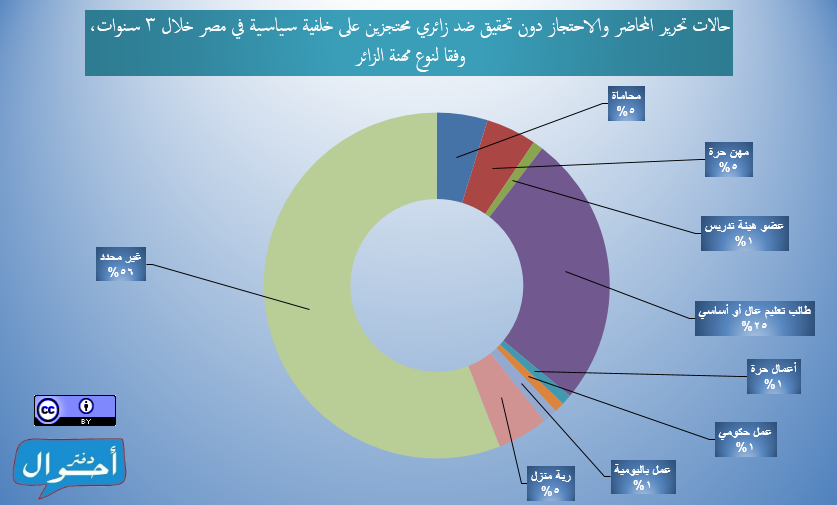 حالات تحرير المحاضر والاحتجاز دون تحقيق ضد زائري محتجزين على خلفية سياسية في مصر خلال ٣ سنوات،
وفقا لنوع مهنة الزائر
محاماة
٥%
مهن حرة
٥%
عضو هيئة تدريس
١%
طالب تعليم عال أو أساسي
٢٥%
أعمال حرة
١%
عمل حكومي
١%
عمل باليومية
١%
ربة منزل
٥%
غير محدد
٥٦%
cc
BY
دفتر
أحوال